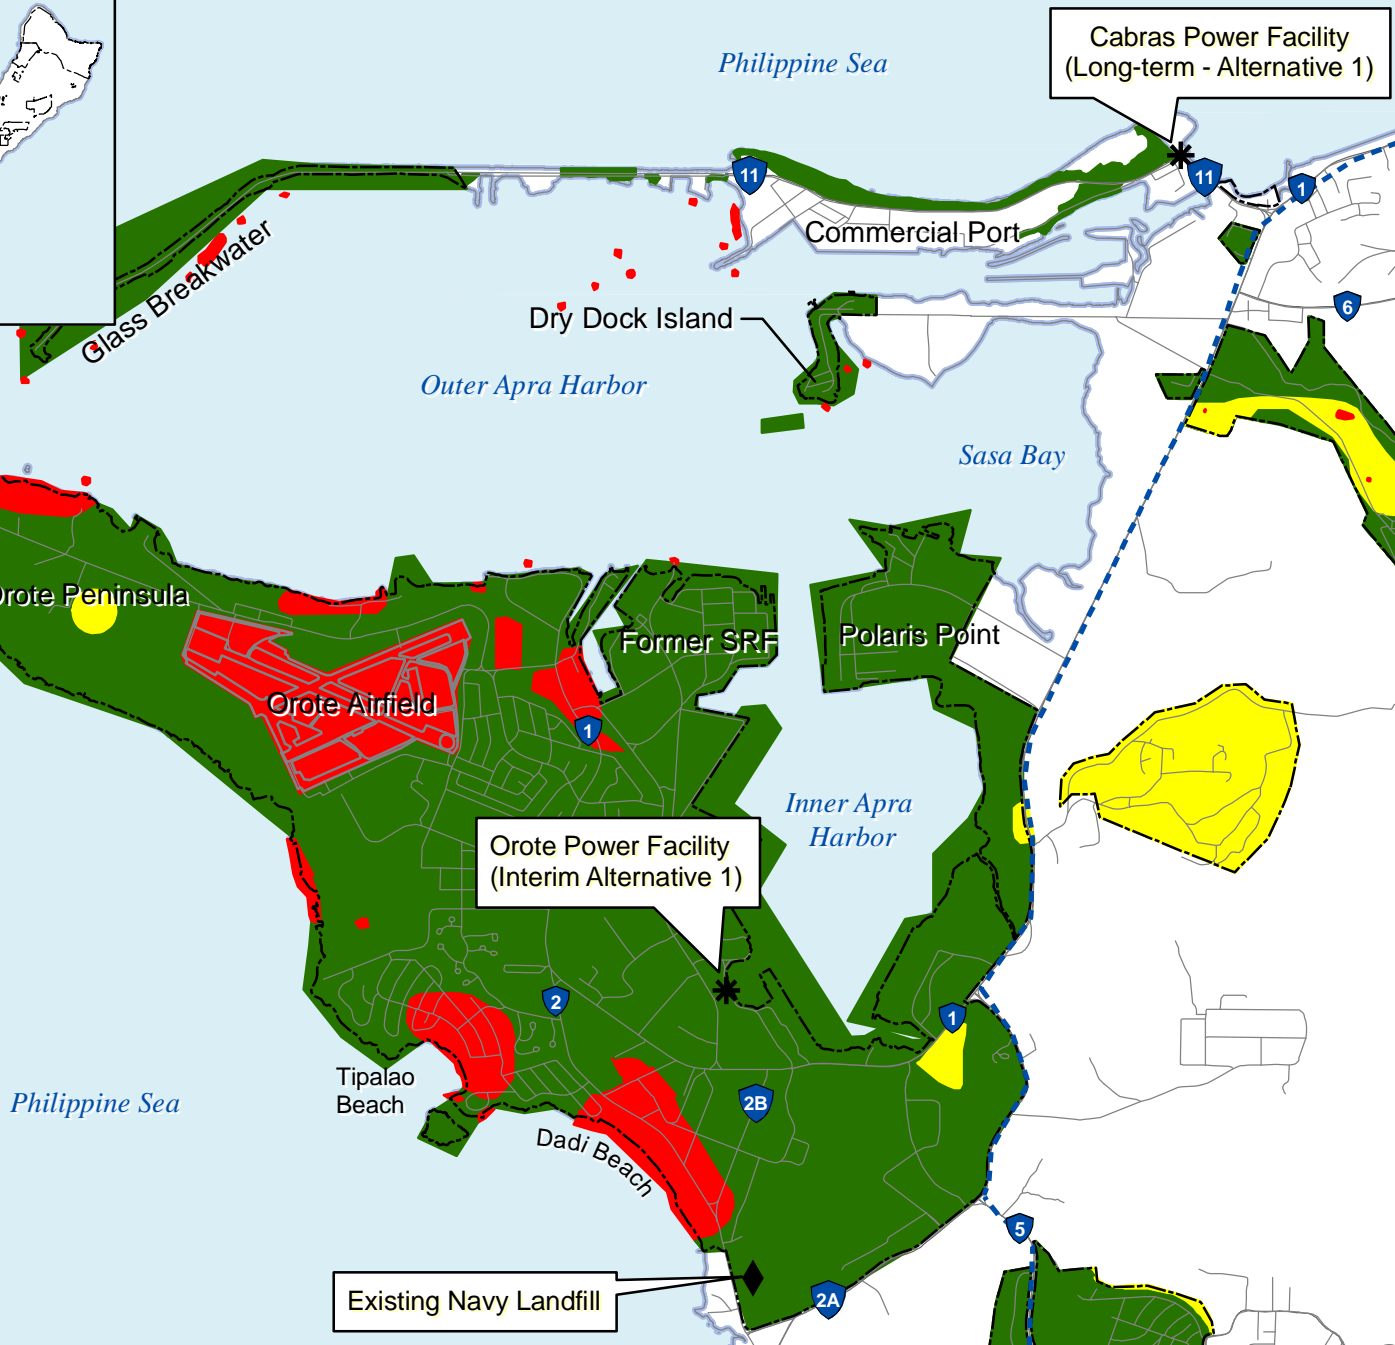 Cabras Power Facility
(Long-term - Alternative 1)
Philippine Sea
11
11
1
Commercial Port
Glass Breakwater
6
Dry Dock Island
Outer Apra Harbor
Sasa Bay
Orote Peninsula
Former SRF
Polaris Point
Orote Airfield
1
Inner Apra
Harbor
Orote Power Facility
(Interim Alternative 1)
2
1
Tipalao
Beach
Philippine Sea
2B
Dadi Beach
5
Existing Navy Landfill
2A